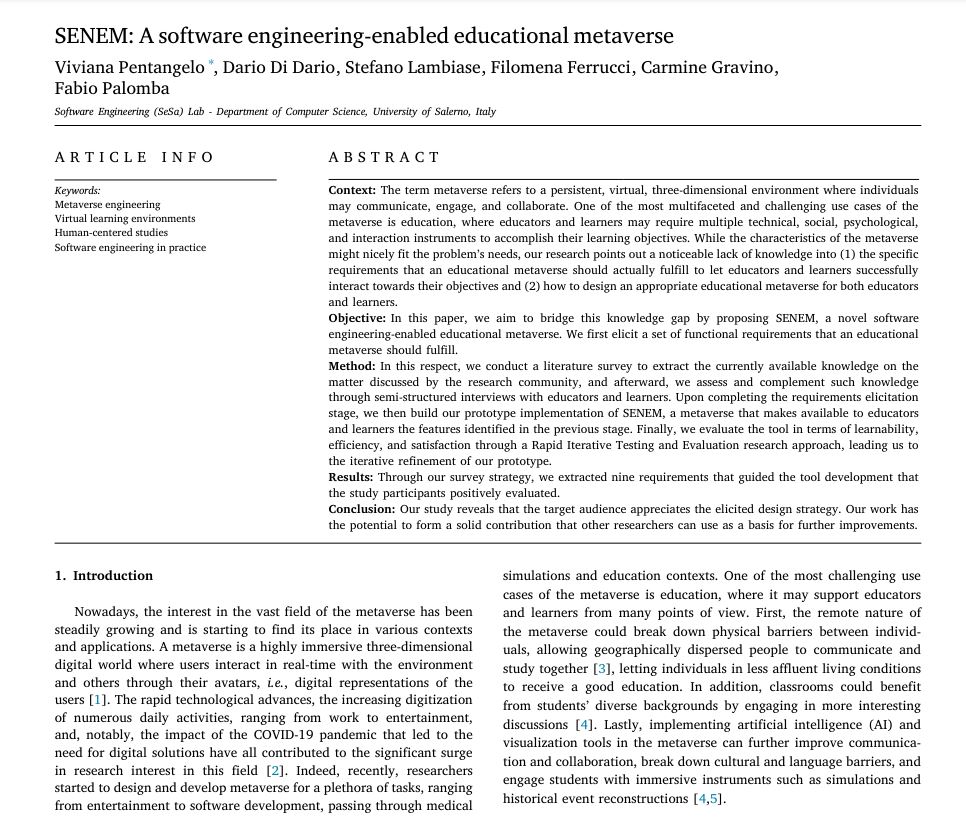 SENEM: A software engineering-enabled educational metaverse
Viviana Pentangelo *, Dario Di Dario, Stefano Lambiase, Filomena Ferrucci, Carmine Gravino,
Fabio Palomba
Software Engineering (SeSa) Lab - Department of Computer Science, University of Salerno, Italy
ARTICLE INFO
Keywords:
Metaverse engineering
Virtual learning environments
Human-centered studies
Software engineering in practice
ABSTRACT
Context: The term metaverse refers to a persistent, virtual, three-dimensional environment where individuals
may communicate, engage, and collaborate. One of the most multifaceted and challenging use cases of the
metaverse is education, where educators and learners may require multiple technical, social, psychological,
and interaction instruments to accomplish their learning objectives. While the characteristics of the metaverse
might nicely fit the problem's needs, our research points out a noticeable lack of knowledge into (1) the specific
requirements that an educational metaverse should actually fulfill to let educators and learners successfully
interact towards their objectives and (2) how to design an appropriate educational metaverse for both educators
and learners.
Objective: In this paper, we aim to bridge this knowledge gap by proposing SENEM, a novel software
engineering-enabled educational metaverse. We first elicit a set of functional requirements that an educational
metaverse should fulfill.
Method: In this respect, we conduct a literature survey to extract the currently available knowledge on the
matter discussed by the research community, and afterward, we assess and complement such knowledge
through semi-structured interviews with educators and learners. Upon completing the requirements elicitation
stage, we then build our prototype implementation of SENEM, a metaverse that makes available to educators
and learners the features identified in the previous stage. Finally, we evaluate the tool in terms of learnability,
efficiency, and satisfaction through a Rapid Iterative Testing and Evaluation research approach, leading us to
the iterative refinement of our prototype.
Results: Through our survey strategy, we extracted nine requirements that guided the tool development that
the study participants positively evaluated.
Conclusion: Our study reveals that the target audience appreciates the elicited design strategy. Our work has
the potential to form a solid contribution that other researchers can use as a basis for further improvements.
1. Introduction
Nowadays, the interest in the vast field of the metaverse has been
steadily growing and is starting to find its place in various contexts
and applications. A metaverse is a highly immersive three-dimensional
digital world where users interact in real-time with the environment
and others through their avatars, i.e., digital representations of the
users [1]. The rapid technological advances, the increasing digitization
of numerous daily activities, ranging from work to entertainment,
and, notably, the impact of the COVID-19 pandemic that led to the
need for digital solutions have all contributed to the significant surge
in research interest in this field [2]. Indeed, recently, researchers
started to design and develop metaverse for a plethora of tasks, ranging
from entertainment to software development, passing through medical
simulations and education contexts. One of the most challenging use
cases of the metaverse is education, where it may support educators
and learners from many points of view. First, the remote nature of
the metaverse could break down physical barriers between individ-
uals, allowing geographically dispersed people to communicate and
study together [3], letting individuals in less affluent living conditions
to receive a good education. In addition, classrooms could benefit
from students' diverse backgrounds by engaging in more interesting
discussions [4]. Lastly, implementing artificial intelligence (AI) and
visualization tools in the metaverse can further improve communica-
tion and collaboration, break down cultural and language barriers, and
engage students with immersive instruments such as simulations and
historical event reconstructions [4,5].